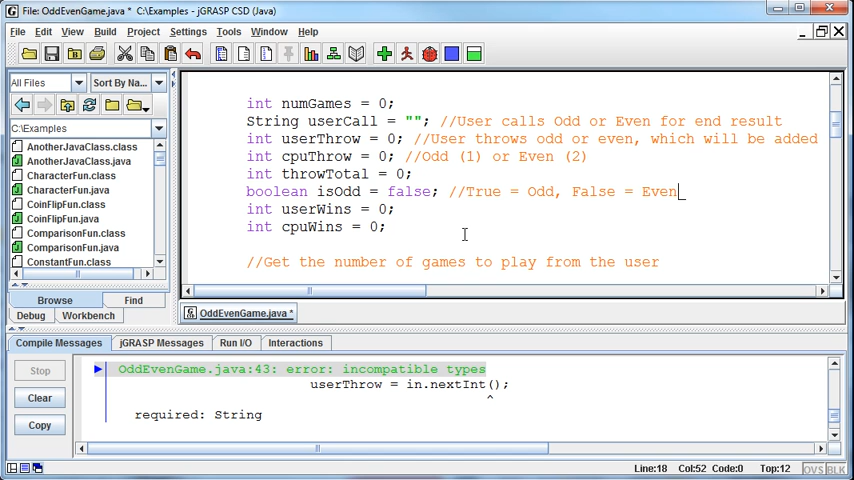 File: OddEvenGame.java * C:\Examples - jGRASP CSD (Java)
File Edit View Build Project Settings Tools Window Help
All Files Sort By Nam...
C:\Examples
AnotherJavaClass.class
AnotherJavaClass.java
CharacterFun.class
CharacterFun.java
CoinFlipFun.class
CoinFlipFun.java
ComparisonFun.class
ComparisonFun.java
ConstantFun.class
Browse Find
Debug Workbench
int numGames = 0;
String userCall = ""; //User calls Odd or Even for end result
int userThrow = 0; //User throws odd or even, which will be added
int cpuThrow = 0; //Odd (1) or Even (2)
int throwTotal = 0;
boolean isOdd = false; //True = Odd, False = Even
int userWins = 0;
int cpuWins = 0;
//Get the number of games to play from the user
OddEvenGame.java *
Compile Messages jGRASP Messages Run I/O Interactions
Stop
Clear
Copy
OddEvenGame.java:43: error: incompatible types
userThrow = in.nextInt();
^
required: String
Line:18 Col:52 Code:0 Top:12 OVS BLK